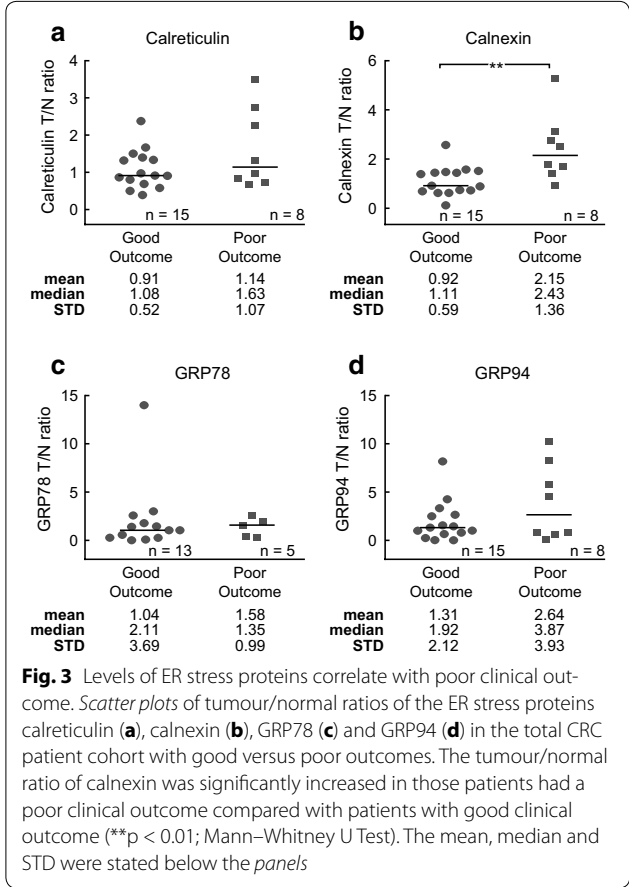 a
Calreticulin
4
3
2
1
0
Calreticulin T/N ratio
n = 15
n = 8
Good Outcome
Poor Outcome
mean 0.91 1.14
median 1.08 1.63
STD 0.52 1.07
b
Calnexin
**
6
4
2
0
Calnexin T/N ratio
n = 15
n = 8
Good Outcome
Poor Outcome
mean 0.92 2.15
median 1.11 2.43
STD 0.59 1.36
c
GRP78
15
10
5
0
GRP78 T/N ratio
n = 13
n = 5
Good Outcome
Poor Outcome
mean 1.04 1.58
median 2.11 1.35
STD 3.69 0.99
d
GRP94
15
10
5
0
GRP94 T/N ratio
n = 15
n = 8
Good Outcome
Poor Outcome
mean 1.31 2.64
median 1.92 3.87
STD 2.12 3.93
Fig. 3 Levels of ER stress proteins correlate with poor clinical out-
come. Scatter plots of tumour/normal ratios of the ER stress proteins
calreticulin (a), calnexin (b), GRP78 (c) and GRP94 (d) in the total CRC
patient cohort with good versus poor outcomes. The tumour/normal
ratio of calnexin was significantly increased in those patients had a
poor clinical outcome compared with patients with good clinical
outcome (**p < 0.01; Mann–Whitney U Test). The mean, median and
STD were stated below the panels